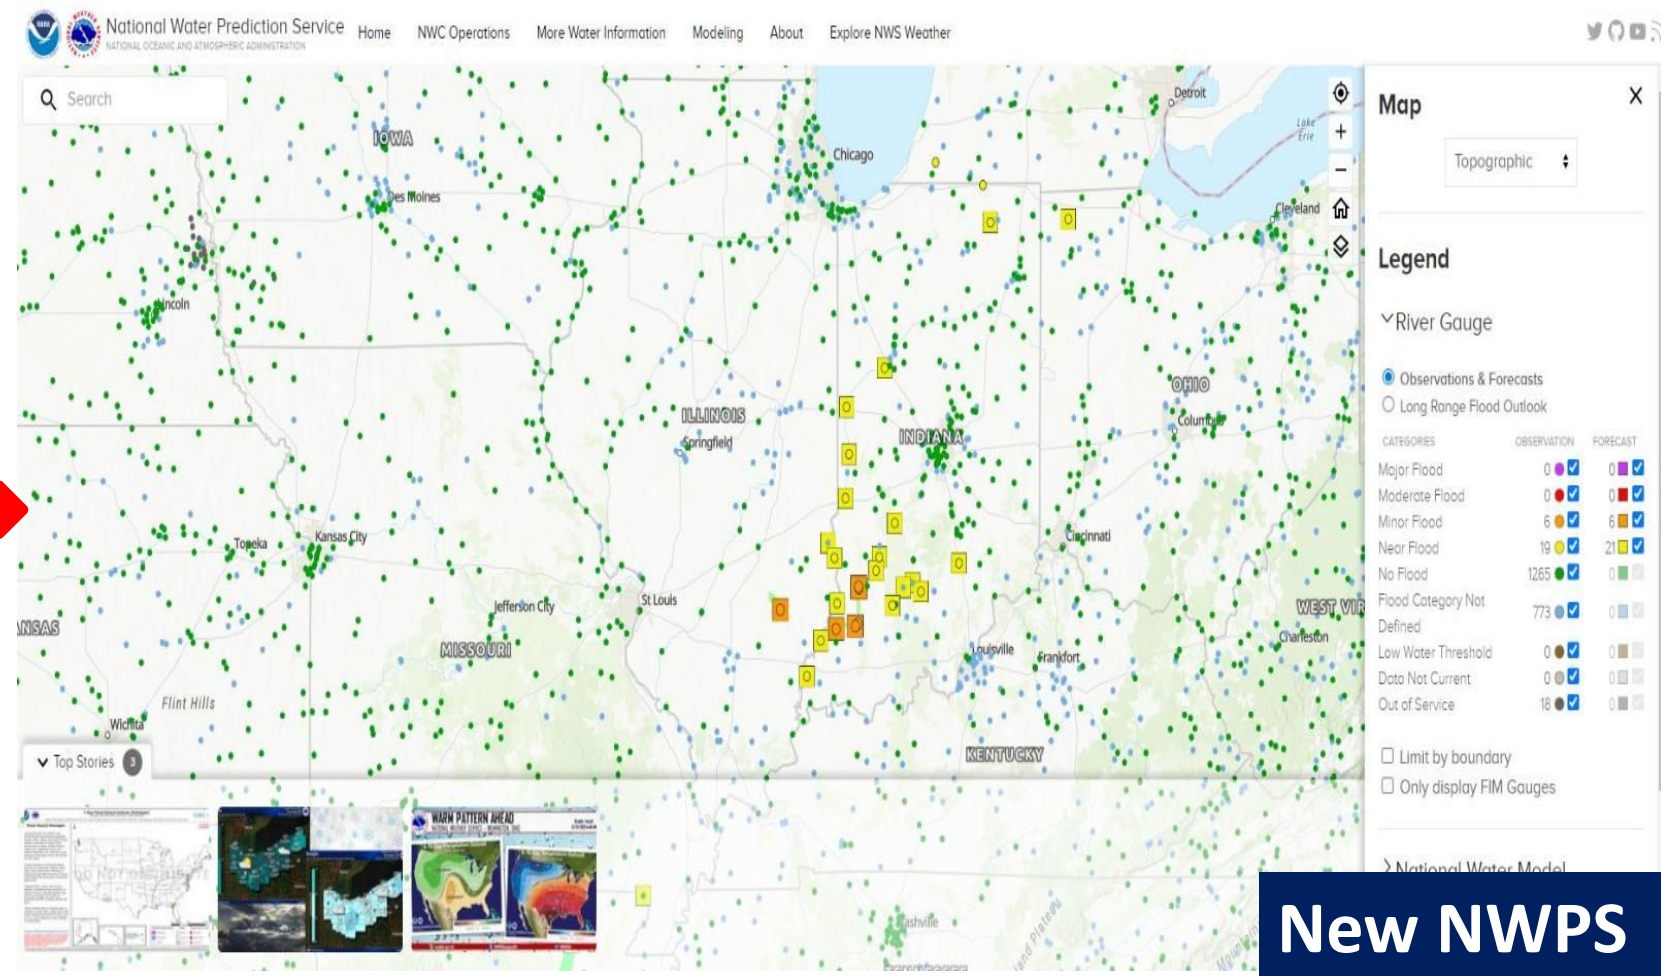 National Water Prediction Service
NATIONAL OCEANIC AND ATMOSPHERIC ADMINISTRATION
Home NWC Operations More Water Information Modeling About Explore NWS Weather
Search
IOWA
Des Moines
Chicago
Detroit
Lake
Erie
Cleveland
Lincoln
ILLINOIS
Springfield
INDIANA
OHIO
Columbus
Topeka
Kansas City
Cincinnati
Jefferson City
St Louis
NSAS
MISSOURI
WEST VIR
Charleston
Louisville
Frankfort
Flint Hills
Wichita
KENTUCKY
Nashville
Top Stories 3
WARM PATTERN AHEAD
Map X
Topographic
Legend
River Gauge
Observations & Forecasts
Long Range Flood Outlook
CATEGORIES OBSERVATION FORECAST
Major Flood 0 0
Moderate Flood 0 0
Minor Flood 6 6
Near Flood 19 21
No Flood 1265 0
Flood Category Not
Defined 773 0
Low Water Threshold 0 0
Data Not Current 0 0
Out of Service 18 0
Limit by boundary
Only display FIM Gauges
National Water Model
New NWPS